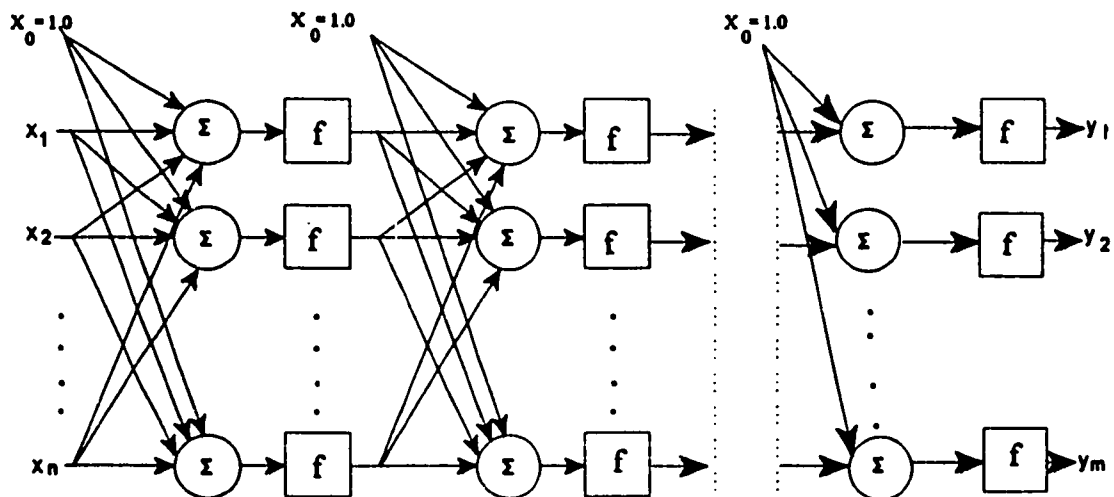 X0=1.0 X0=1.0 X0=1.0
x1 Σ f Σ f Σ f y1
x2 Σ f Σ f Σ f y2
xn Σ f Σ f Σ f ym